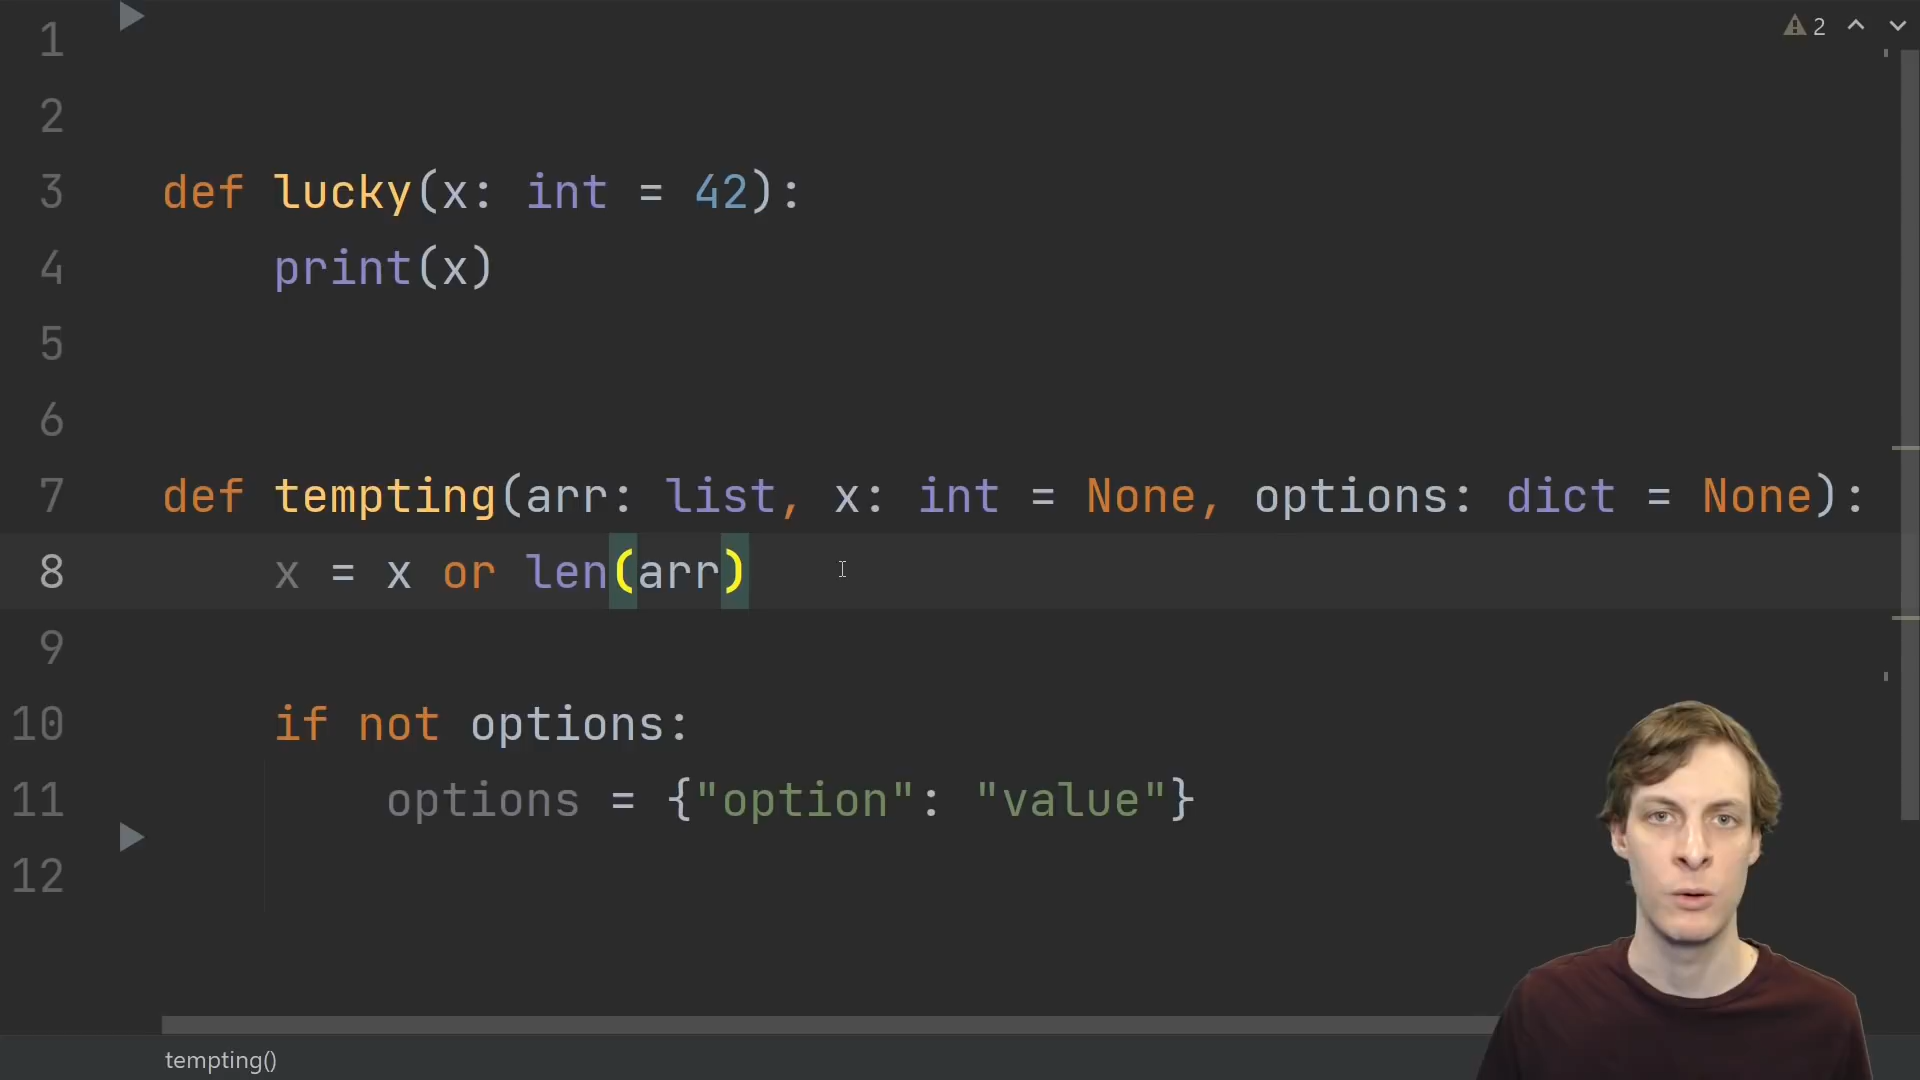 2
1
2
3 def lucky(x: int = 42):
4 print(x)
5
6
7 def tempting(arr: list, x: int = None, options: dict = None):
8 x = x or len(arr)
9
10 if not options:
11 options = {"option": "value"}
12
tempting()